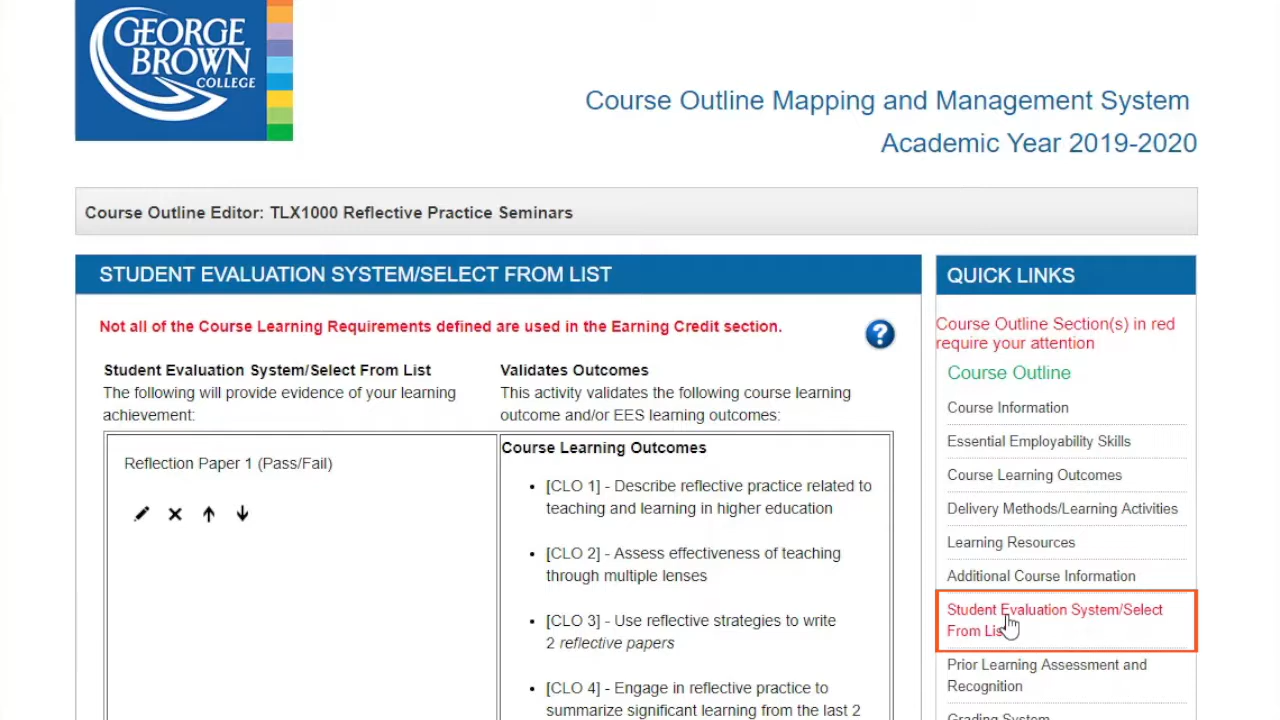 GEORGE
BROWN
COLLEGE
Course Outline Mapping and Management System
Academic Year 2019-2020
Course Outline Editor: TLX1000 Reflective Practice Seminars
STUDENT EVALUATION SYSTEM/SELECT FROM LIST
Not all of the Course Learning Requirements defined are used in the Earning Credit section.
?
Student Evaluation System/Select From List
The following will provide evidence of your learning
achievement:
Validates Outcomes
This activity validates the following course learning
outcome and/or EES learning outcomes:
Reflection Paper 1 (Pass/Fail)
Course Learning Outcomes
• [CLO 1] - Describe reflective practice related to
teaching and learning in higher education
• [CLO 2] - Assess effectiveness of teaching
through multiple lenses
• [CLO 3] - Use reflective strategies to write
2 reflective papers
• [CLO 4] - Engage in reflective practice to
summarize significant learning from the last 2
QUICK LINKS
Course Outline Section(s) in red
require your attention
Course Outline
Course Information
Essential Employability Skills
Course Learning Outcomes
Delivery Methods/Learning Activities
Learning Resources
Additional Course Information
Student Evaluation System/Select
From List
Prior Learning Assessment and
Recognition
Grading System